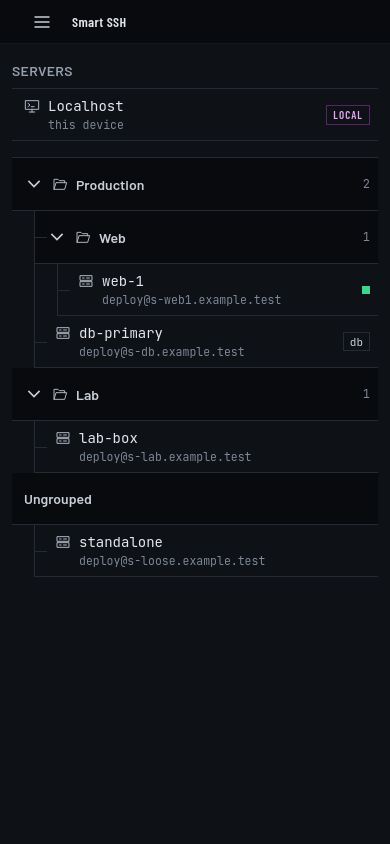 Smart SSH
SERVERS
Localhost
this device
LOCAL
Production
2
Web
1
web-1
deploy@s-web1.example.test
db-primary
deploy@s-db.example.test
db
Lab
1
lab-box
deploy@s-lab.example.test
Ungrouped
standalone
deploy@s-loose.example.test